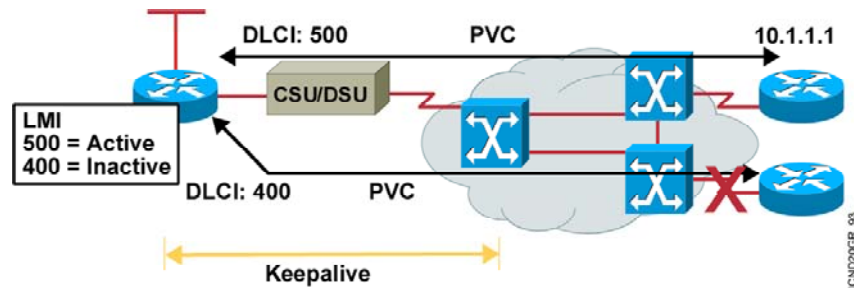 DLCI: 500
PVC
10.1.1.1
CSU/DSU
LMI
500 = Active
400 = Inactive
DLCI: 400
PVC
Keepalive